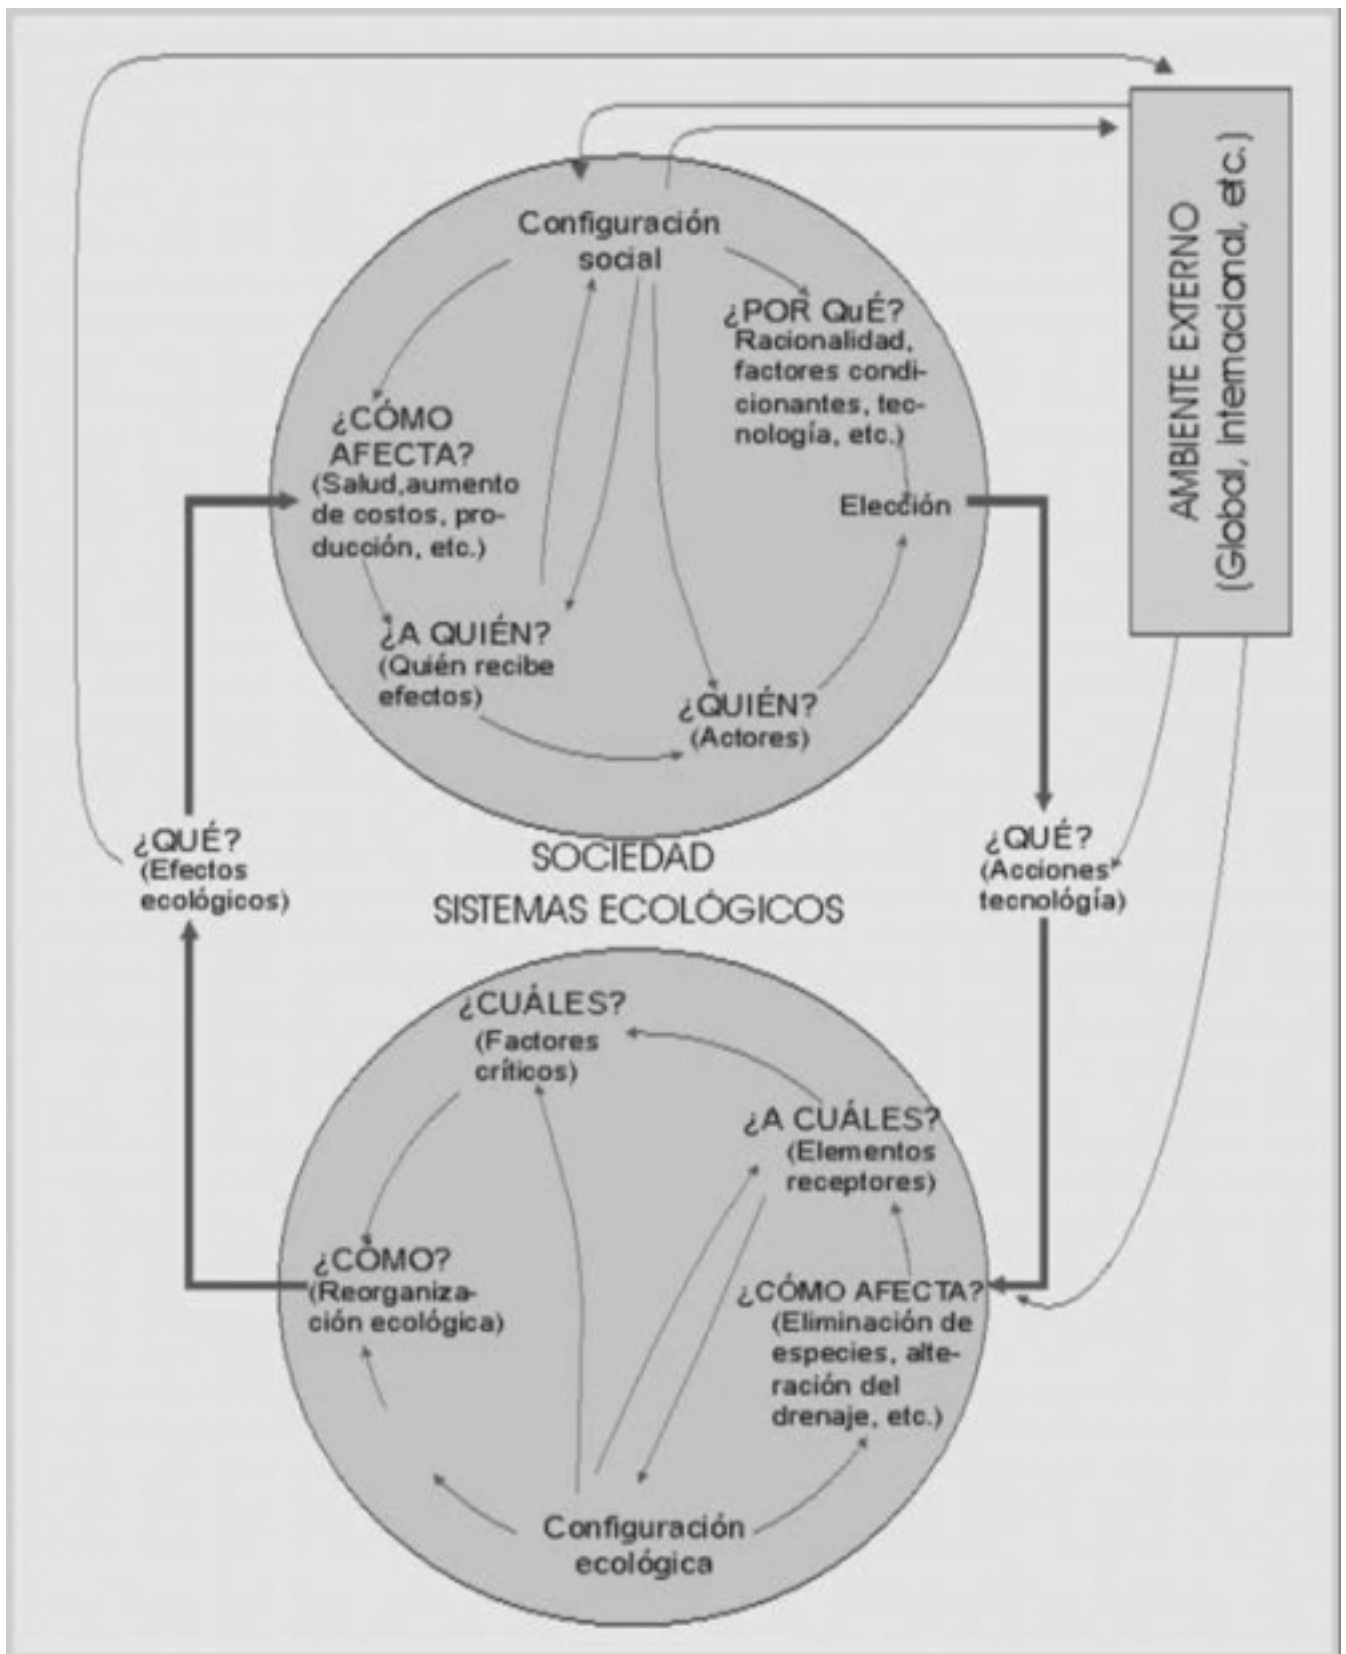 Configuración
social
¿POR QuÉ?
Racionalidad,
factores condi-
cionantes, tec-
nología, etc.)
Elección
¿CÓMO
AFECTA?
(Salud,aumento
de costos, pro-
ducción, etc.)
¿A QUIÉN?
(Quién recibe
efectos)
¿QUIÉN?
(Actores)
AMBIENTE EXTERNO
(Global, internacional, etc.)
¿QUÉ?
(Efectos
ecológicos)
SOCIEDAD
SISTEMAS ECOLÓGICOS
¿QUÉ?
(Acciones
tecnológía)
¿CUÁLES?
(Factores
críticos)
¿A CUÁLES?
(Elementos
receptores)
¿CÓMO?
(Reorganiza-
ción ecológica)
¿CÓMO AFECTA?
(Eliminación de
especies, alte-
ración del
drenaje, etc.)
Configuración
ecológica